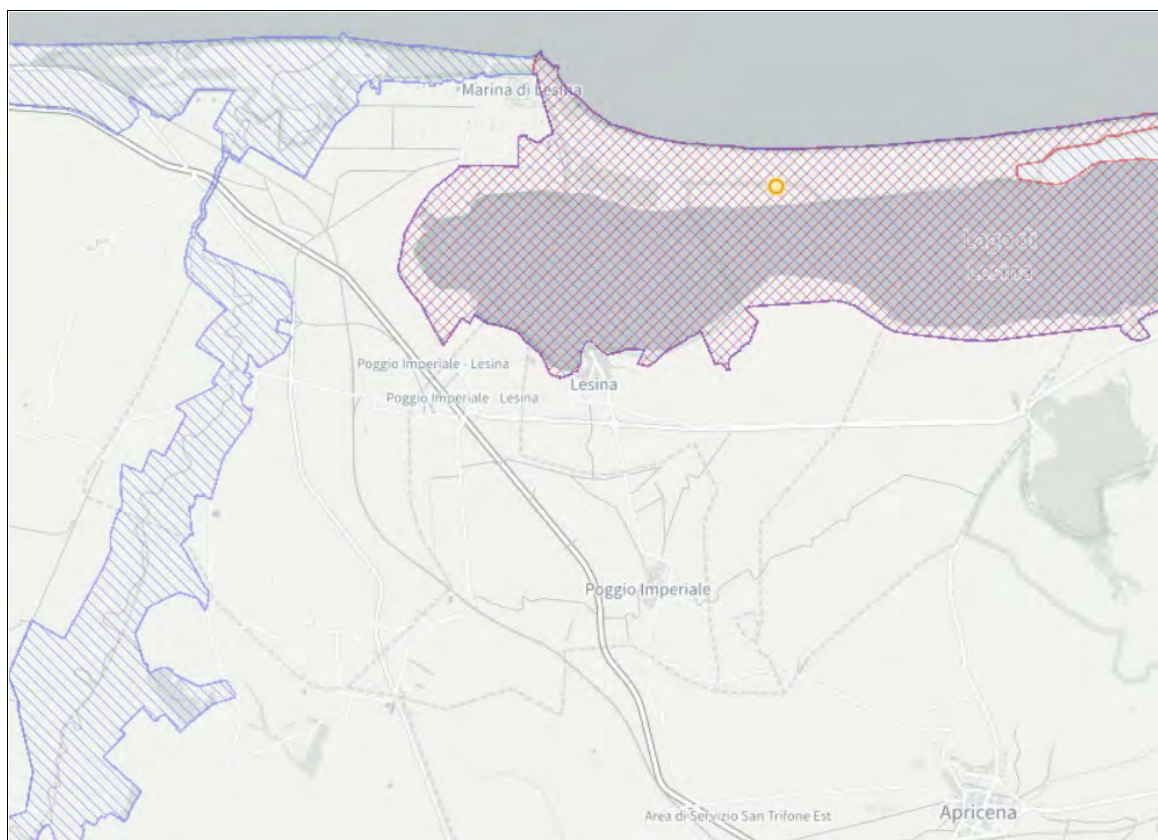 Marina di Lesina
Lago di
Lesina
Poggio Imperiale - Lesina
Lesina
Poggio Imperiale - Lesina
Poggio Imperiale
Area di Servizio San Trifone Est
Apricena